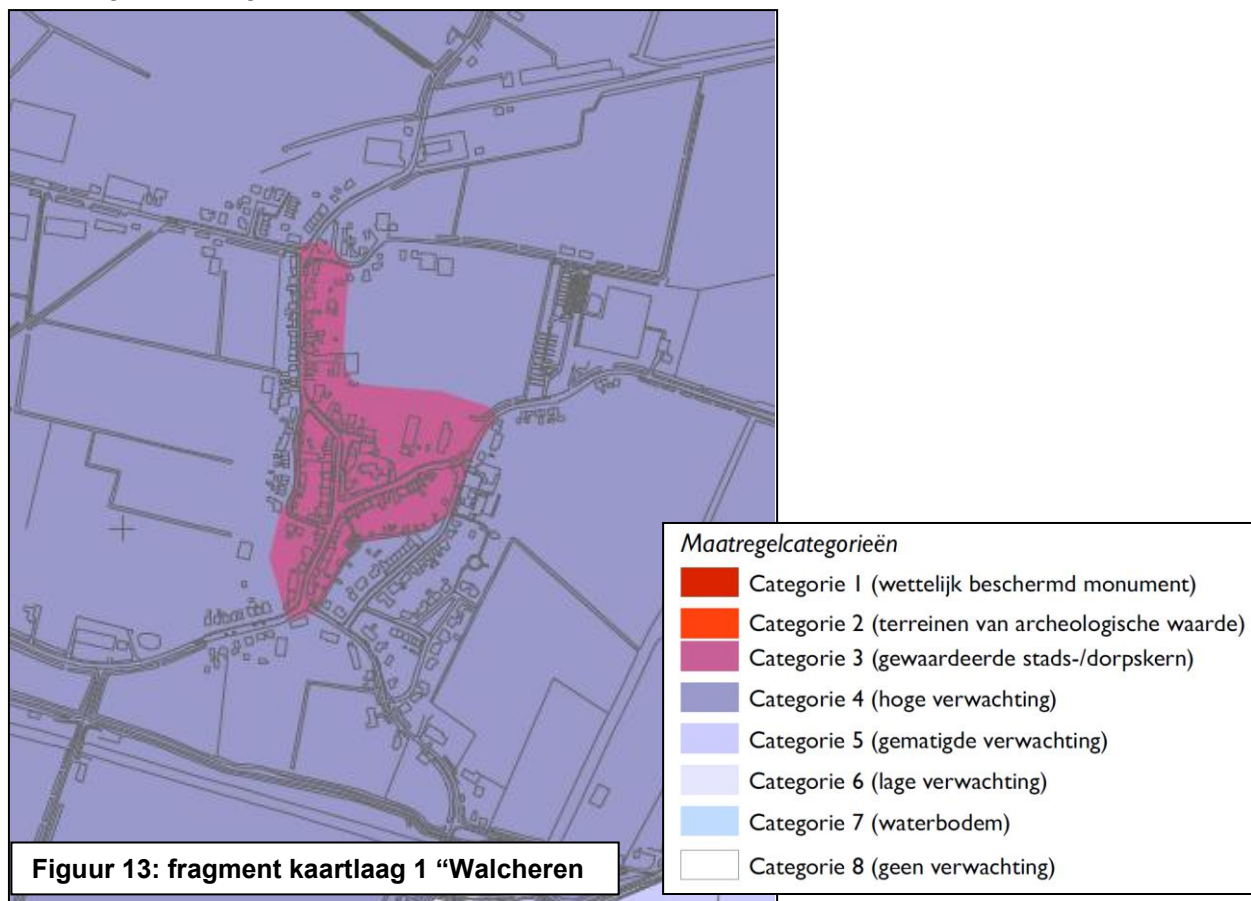 Maatregelcategorieën
Categorie 1 (wettelijk beschermd monument)
Categorie 2 (terreinen van archeologische waarde)
Categorie 3 (gewaardeerde stads-/dorpskern)
Categorie 4 (hoge verwachting)
Categorie 5 (gematigde verwachting)
Categorie 6 (lage verwachting)
Categorie 7 (waterbodem)
Categorie 8 (geen verwachting)
Figuur 13: fragment kaartlaag 1 “Walcheren